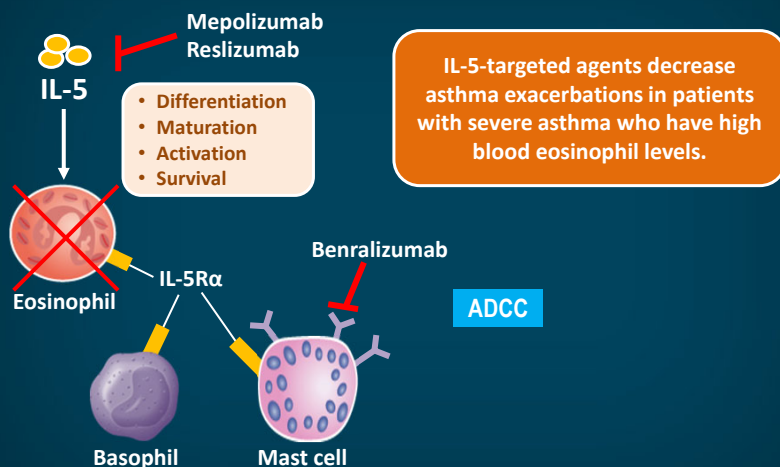 Mepolizumab
Reslizumab
IL-5
• Differentiation
• Maturation
• Activation
• Survival
IL-5-targeted agents decrease
asthma exacerbations in patients
with severe asthma who have high
blood eosinophil levels.
Eosinophil
IL-5Rα
Benralizumab
ADCC
Basophil
Mast cell